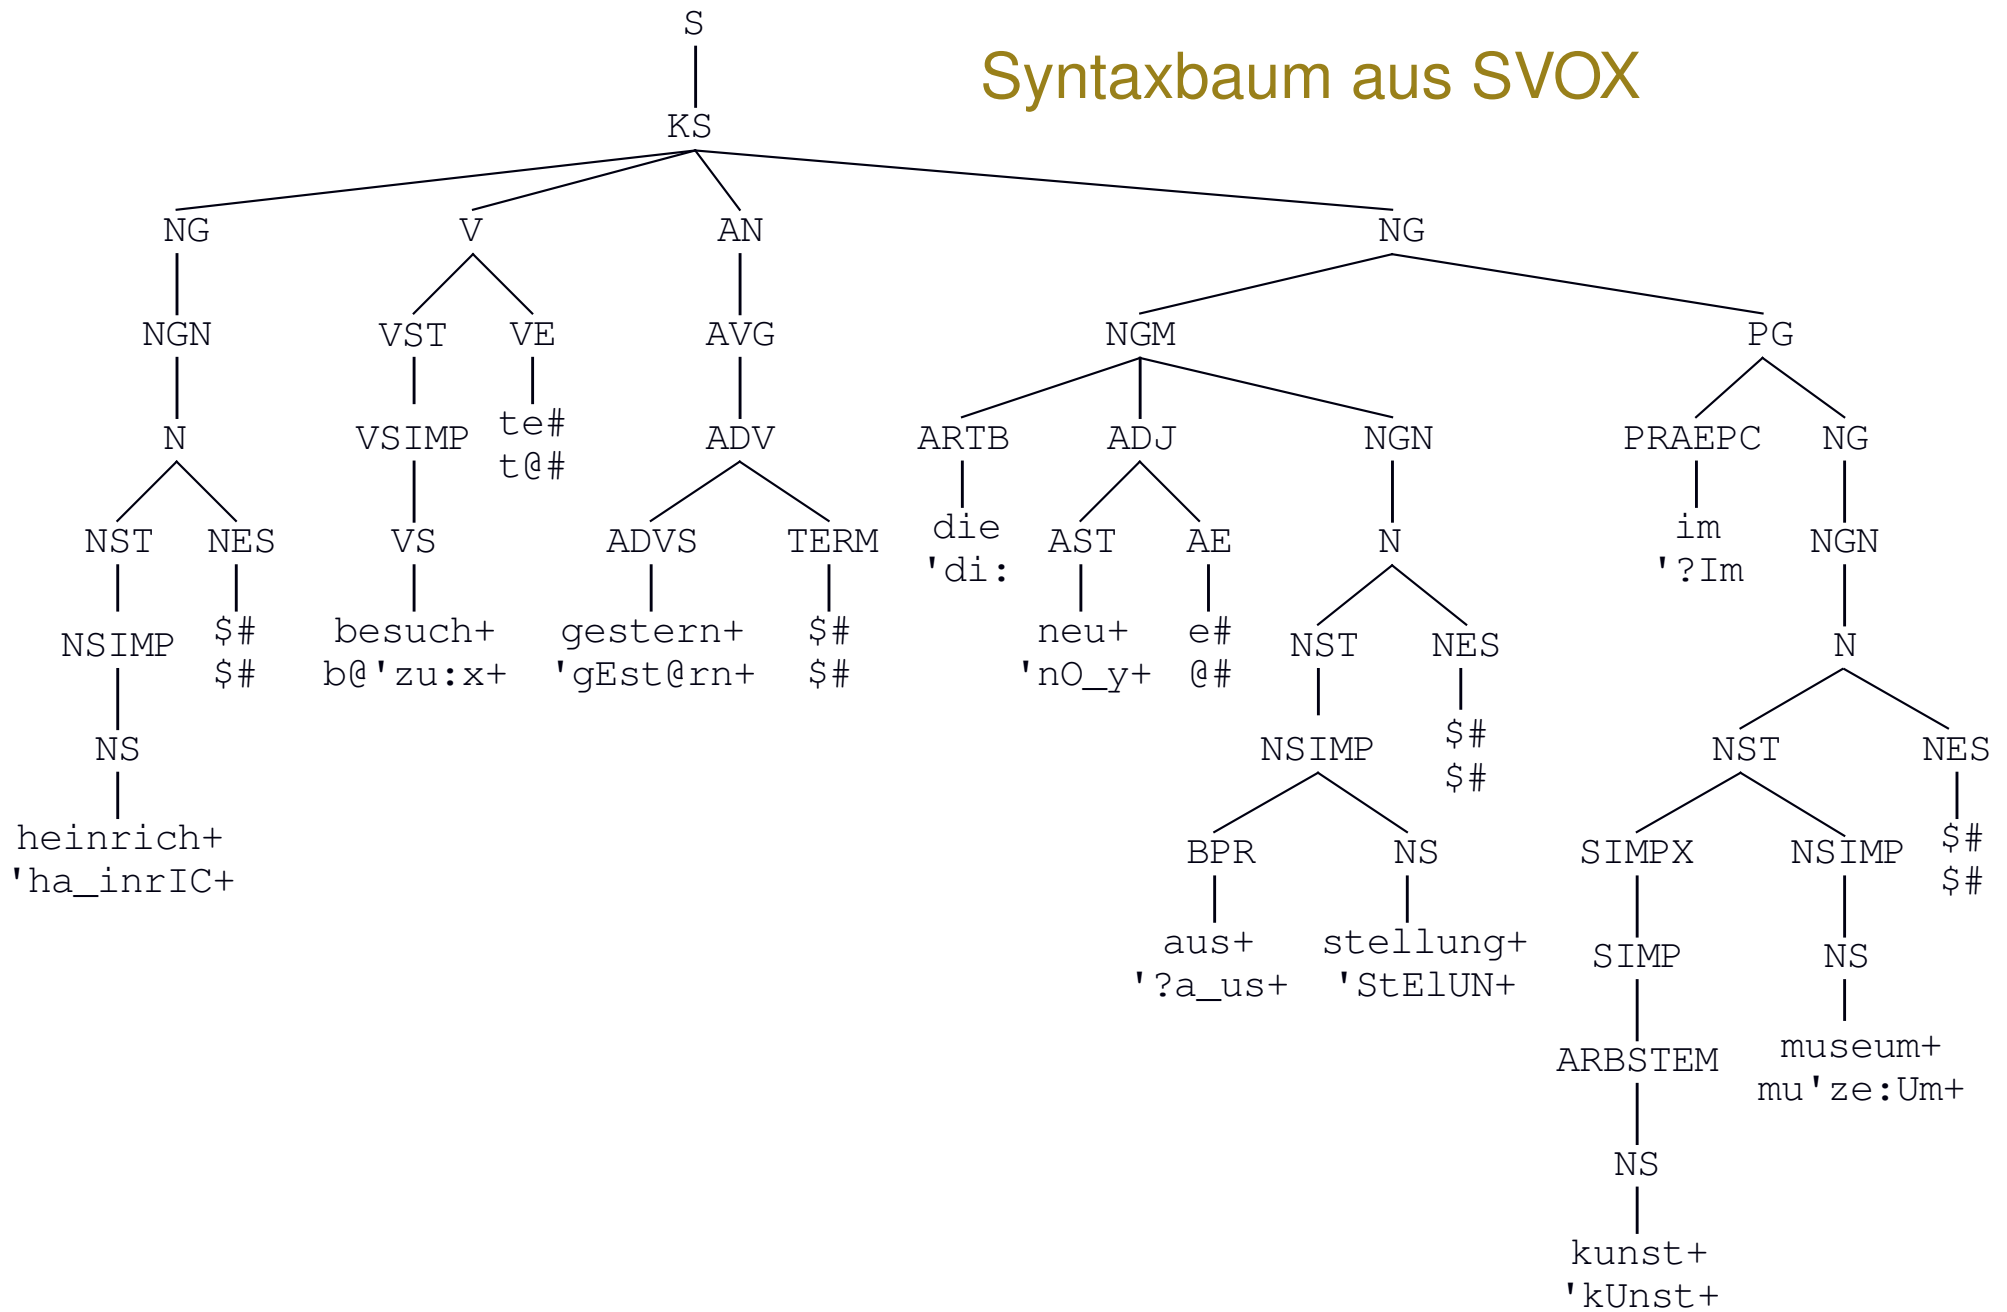 S
Syntaxbaum aus SVOX
KS
NG V AN NG
NGN VST VE AVG NGM PG
N VSIMP te# ADV ARTB ADJ NGN PRAEPC NG
t@#
NST NES VS ADVS TERM die AST AE N im NGN
'di: '?Im
NSIMP $# besuch+ gestern+ $# neu+ e# NST NES N
$# b@'zu:x+ 'gEst@rn+ $# 'nO_y+ @#
NS NSIMP $# NST NES
$#
heinrich+ BPR NS SIMPX NSIMP $#
'ha_inrIC+ $#
aus+ stellung+ SIMP NS
'?a_us+ 'StElUN+
ARBSTEM museum+
mu'ze:Um+
NS
kunst+
'kUnst+